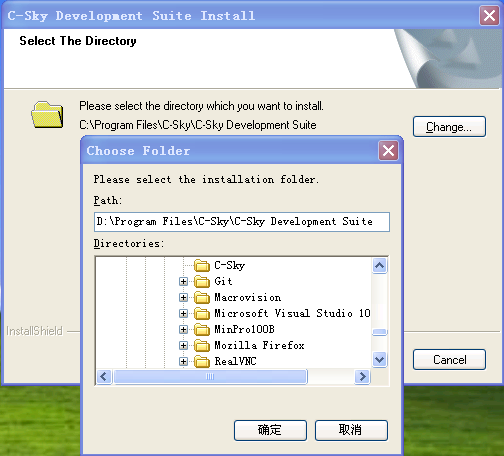 C-Sky Development Suite Install
Select The Directory
Please select the directory which you want to install.
C:\Program Files\C-Sky\C-Sky Development Suite
Change...
Choose Folder
Please select the installation folder.
Path:
D:\Program Files\C-Sky\C-Sky Development Suite
Directories:
C-Sky
Git
Macrovision
Microsoft Visual Studio 10
MinPro100B
Mozilla Firefox
RealVNC
InstallShield
Cancel
确定
取消